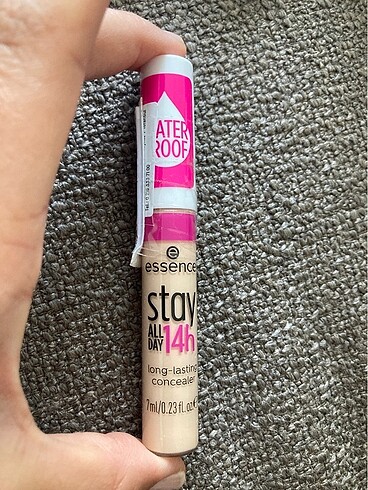 ATER
ROOF
essence
stay
ALL
DAY 14h
long-lasting
concealer
7ml/0.23 fl.oz